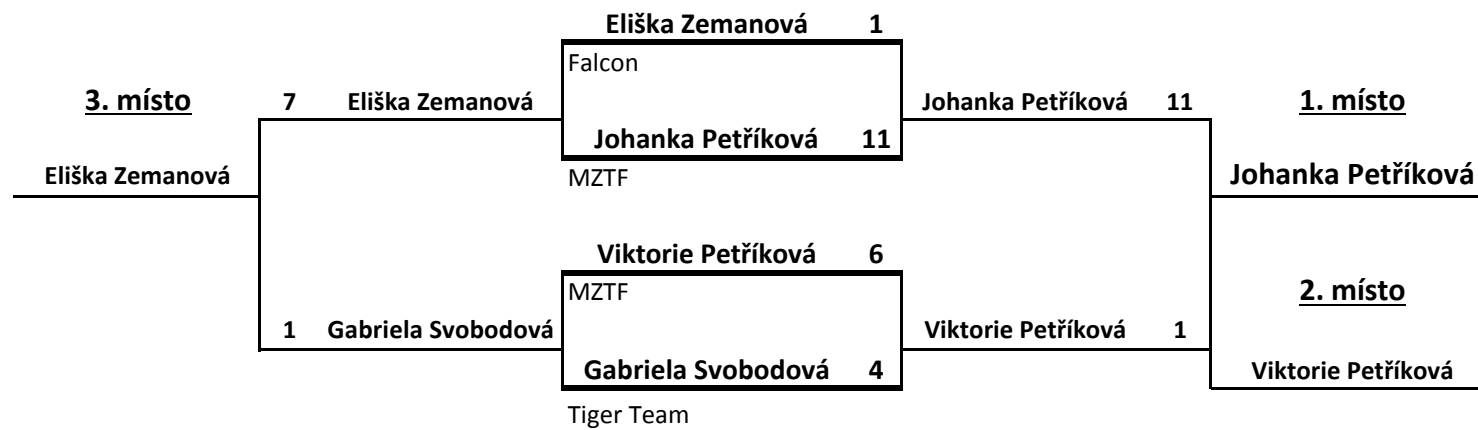 Eliška Zemanová 1
Falcon
3. místo 7 Eliška Zemanová Johanka Petříková 11 1. místo
Johanka Petříková 11
Eliška Zemanová MZTF Johanka Petříková
Viktorie Petříková 6
MZTF 2. místo
1 Gabriela Svobodová Viktorie Petříková 1
Gabriela Svobodová 4 Viktorie Petříková
Tiger Team